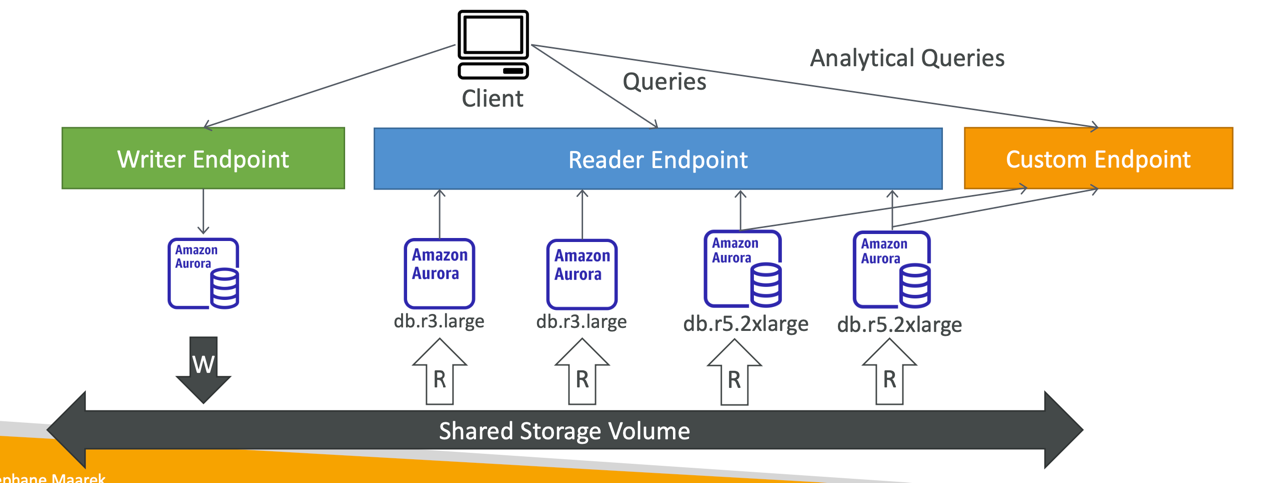 Analytical Queries
Queries
Client
Writer Endpoint
Reader Endpoint
Custom Endpoint
Amazon
Aurora
Amazon
Aurora
Amazon
Aurora
Amazon
Aurora
Amazon
Aurora
db.r3.large
db.r3.large
db.r5.2xlarge
db.r5.2xlarge
W
R
R
R
R
Shared Storage Volume
ephane Maarek